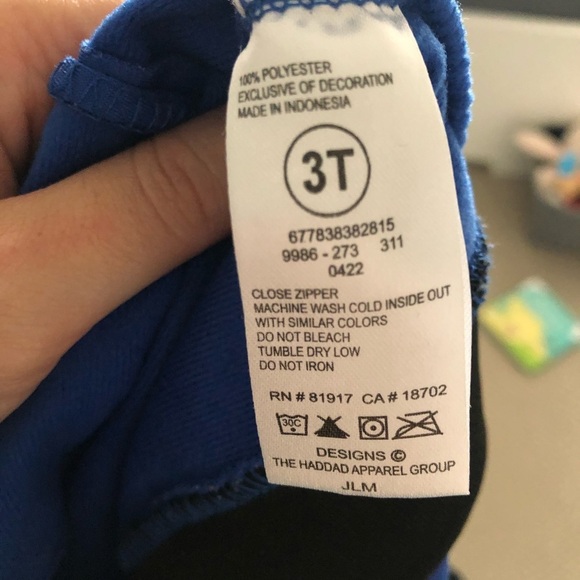 100% POLYESTER
EXCLUSIVE OF DECORATION
MADE IN INDONESIA
3T
677838382815
9986 - 273 311
0422
CLOSE ZIPPER
MACHINE WASH COLD INSIDE OUT
WITH SIMILAR COLORS
DO NOT BLEACH
TUMBLE DRY LOW
DO NOT IRON
RN # 81917 CA # 18702
30C
DESIGNS ©
THE HADDAD APPAREL GROUP
JLM